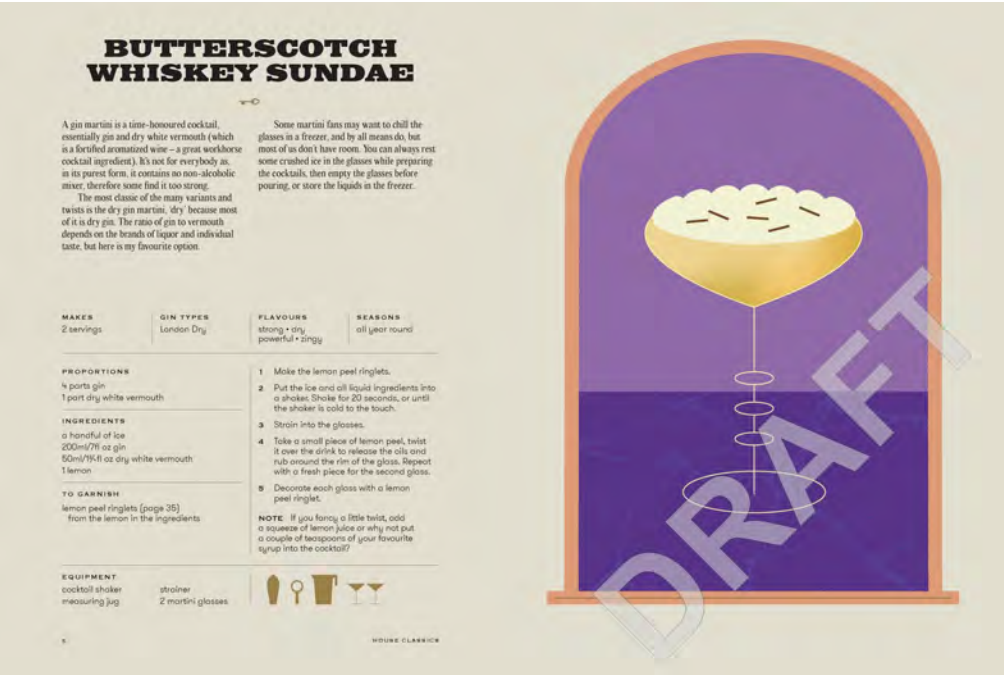 BUTTERSCOTCH
WHISKEY SUNDAE
A gin martini is a time-honoured cocktail,
essentially gin and dry white vermouth (which
is a fortified aromatized wine – a great workhorse
cocktail ingredient). It's not for everybody as,
in its purest form, it contains no non-alcoholic
mixer, therefore some find it too strong.
The most classic of the many variants and
twists is the dry gin martini, 'dry' because most
of it is dry gin. The ratio of gin to vermouth
depends on the brands of liquor and individual
taste, but here is my favourite option.
Some martini fans may want to chill the
glasses in a freezer, and by all means do, but
most of us don't have room. You can always rest
some crushed ice in the glasses while preparing
the cocktails, then empty the glasses before
pouring, or store the liquids in the freezer.
MAKES
2 servings
GIN TYPES
London Dry
FLAVOURS
strong • dry
powerful • zingy
SEASONS
all year round
PROPORTIONS
4 parts gin
1 part dry white vermouth
INGREDIENTS
a handful of ice
200ml/7fl oz gin
50ml/1¾fl oz dry white vermouth
1 lemon
TO GARNISH
lemon peel ringlets (page 35)
from the lemon in the ingredients
1 Make the lemon peel ringlets.
2 Put the ice and all liquid ingredients into
a shaker. Shake for 20 seconds, or until
the shaker is cold to the touch.
3 Strain into the glasses.
4 Take a small piece of lemon peel, twist
it over the drink to release the oils and
rub around the rim of the glass. Repeat
with a fresh piece for the second glass.
5 Decorate each glass with a lemon
peel ringlet.
NOTE If you fancy a little twist, add
a squeeze of lemon juice or why not put
a couple of teaspoons of your favourite
syrup into the cocktail?
EQUIPMENT
cocktail shaker
measuring jug
strainer
2 martini glasses
HOUSE CLASSICS
DRAFT